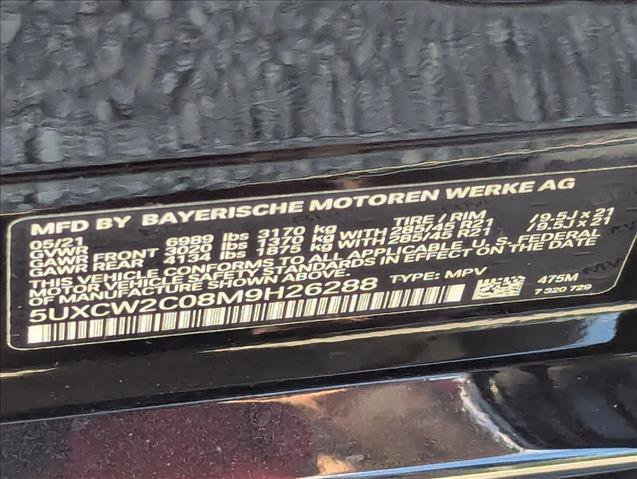 MFD BY BAYERISCHE MOTOREN WERKE AG
05/21 TIRE/RIM
GVWR 6989 lbs 3170 kg
GAWR FRONT 3020 lbs 1370 kg WITH 285/45 R21 /9.5J x 21
GAWR REAR 4134 lbs 1875 kg WITH 285/45 R21 /9.5J x 21
THIS VEHICLE CONFORMS TO ALL APPLICABLE U.S. FEDERAL
MOTOR VEHICLE SAFETY STANDARDS IN EFFECT ON THE DATE
OF MANUFACTURE SHOWN ABOVE.
5UXCW2C08M9H26288 TYPE: MPV 475M
7 320 729